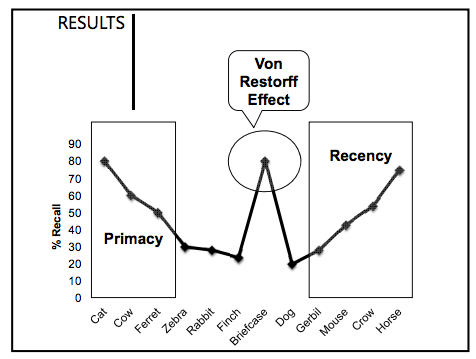 RESULTS
Von
Restorff
Effect
Primacy
Recency
% Recall
90
80
70
60
50
40
30
20
10
0
Cat
Cow
Ferret
Zebra
Rabbit
Finch
Briefcase
Dog
Gerbil
Mouse
Crow
Horse